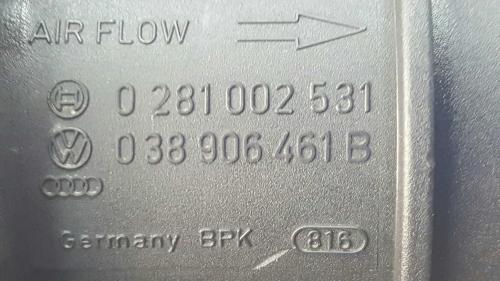 AIR FLOW
0 281 002 531
038 906 461 B
Germany BPK 816